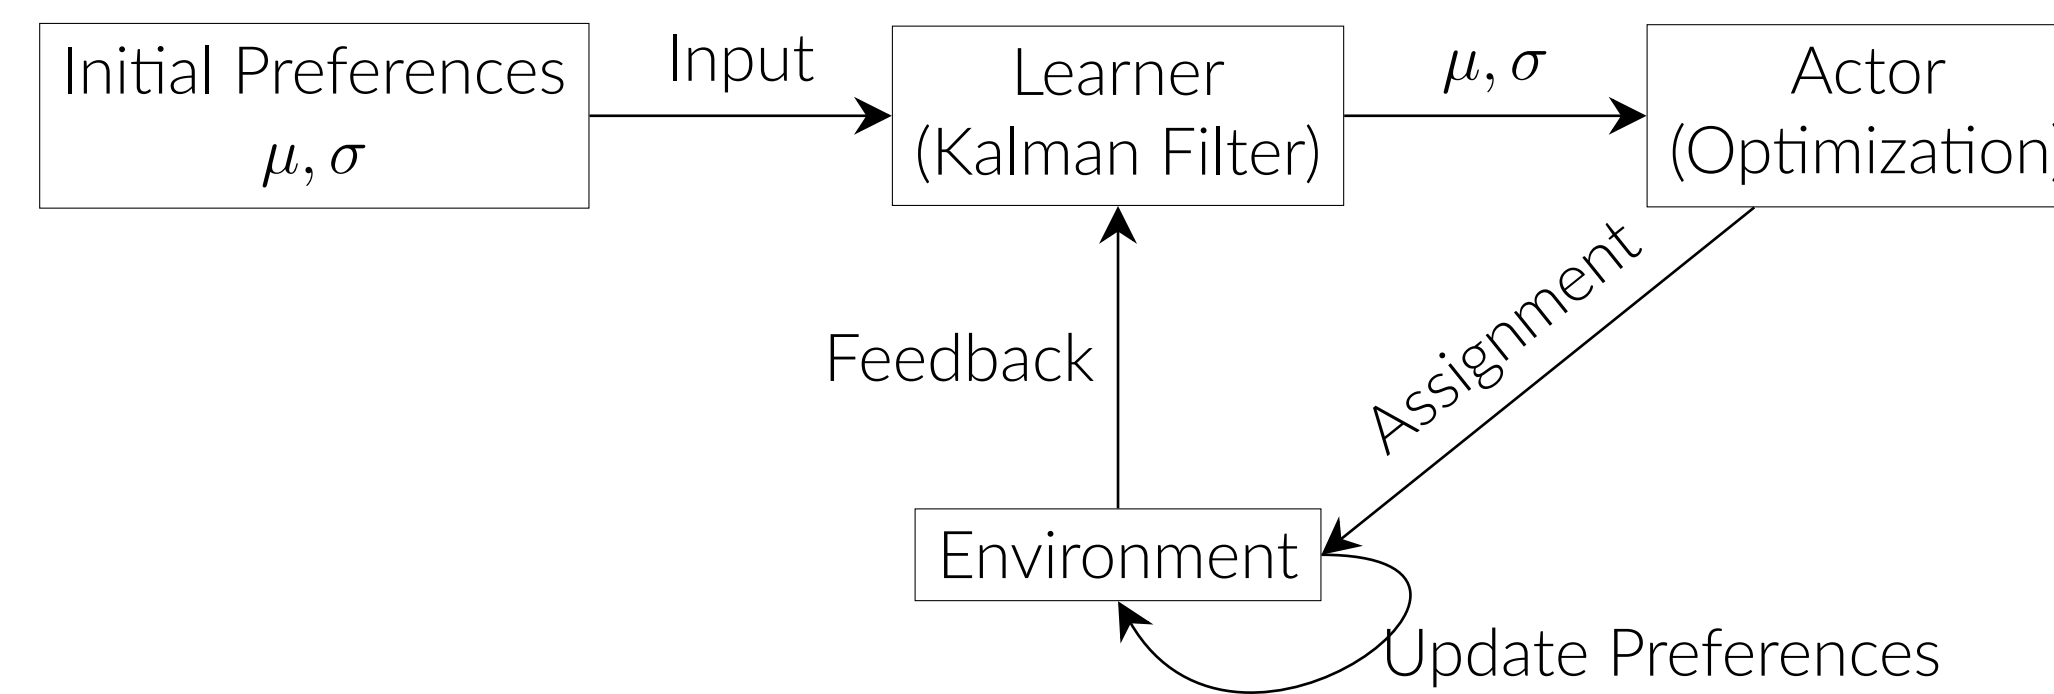 Initial Preferences
μ, σ
Input
Learner
(Kalman Filter)
μ, σ
Actor
(Optimization)
Feedback
Assignment
Environment
Update Preferences